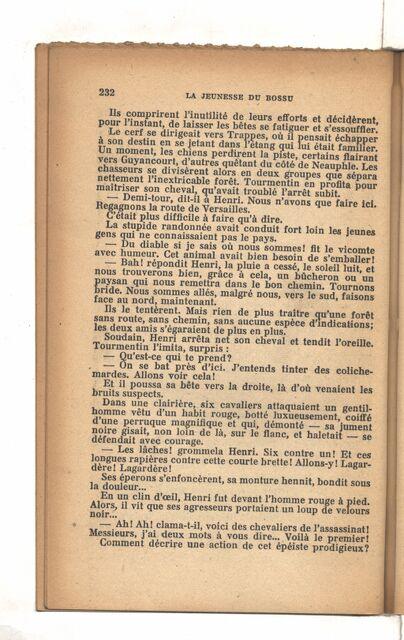 232
LA JEUNESSE DU BOSSU
Ils comprirent l'inutilité de leurs efforts et décidèrent,
pour l'instant, de laisser les bêtes se fatiguer et s'essouffler.
Le cerf se dirigeait vers Trappes, où il pensait échapper
à son destin en se jetant dans l'étang qui lui était familier.
Un moment, les chiens perdirent la piste, certains flairant
vers Guyancourt, d'autres quêtant du côté de Neauphle. Les
chasseurs se divisèrent alors en deux groupes que sépara
nettement l'inextricable forêt. Tourmentin en profita pour
maîtriser son cheval, qu'avait troublé l'arrêt subit.
— Demi-tour, dit-il à Henri. Nous n'avons que faire ici.
Regagnons la route de Versailles.
C'était plus difficile à faire qu'à dire.
La stupide randonnée avait conduit fort loin les jeunes
gens qui ne connaissaient pas le pays.
— Du diable si je sais où nous sommes! fit le vicomte
avec humeur. Cet animal avait bien besoin de s'emballer!
— Bah! répondit Henri, la pluie a cessé, le soleil luit, et
nous trouverons bien, grâce à cela, un bûcheron ou un
paysan qui nous remettra dans le bon chemin. Tournons
bride. Nous sommes allés, malgré nous, vers le sud, faisons
face au nord, maintenant.
Ils le tentèrent. Mais rien de plus traître qu'une forêt
sans route, sans chemin, sans aucune espèce d'indications;
les deux amis s'égaraient de plus en plus.
Soudain, Henri arrêta net son cheval et tendit l'oreille.
Tourmentin l'imita, surpris :
— Qu'est-ce qui te prend?
— On se bat près d'ici. J'entends tinter des coliche-
mardes. Allons voir cela!
Et il poussa sa bête vers la droite, là d'où venaient les
bruits suspects.
Dans une clairière, six cavaliers attaquaient un gentil-
homme vêtu d'un habit rouge, botté luxueusement, coiffé
d'une perruque magnifique et qui, démonté — sa jument
noire gisait, non loin de là, sur le flanc, et haletait — se
défendait avec courage.
— Les lâches! grommela Henri. Six contre un! Et ces
longues rapières contre cette courte brette! Allons-y! Lagar-
dère! Lagardère!
Ses éperons s'enfoncèrent, sa monture hennit, bondit sous
la douleur...
En un clin d'œil, Henri fut devant l'homme rouge à pied.
Alors, il vit que ses agresseurs portaient un loup de velours
noir...
— Ah! Ah! clama-t-il, voici des chevaliers de l'assassinat!
Messieurs, j'ai deux mots à vous dire... Voilà le premier!
Comment décrire une action de cet épéiste prodigieux?